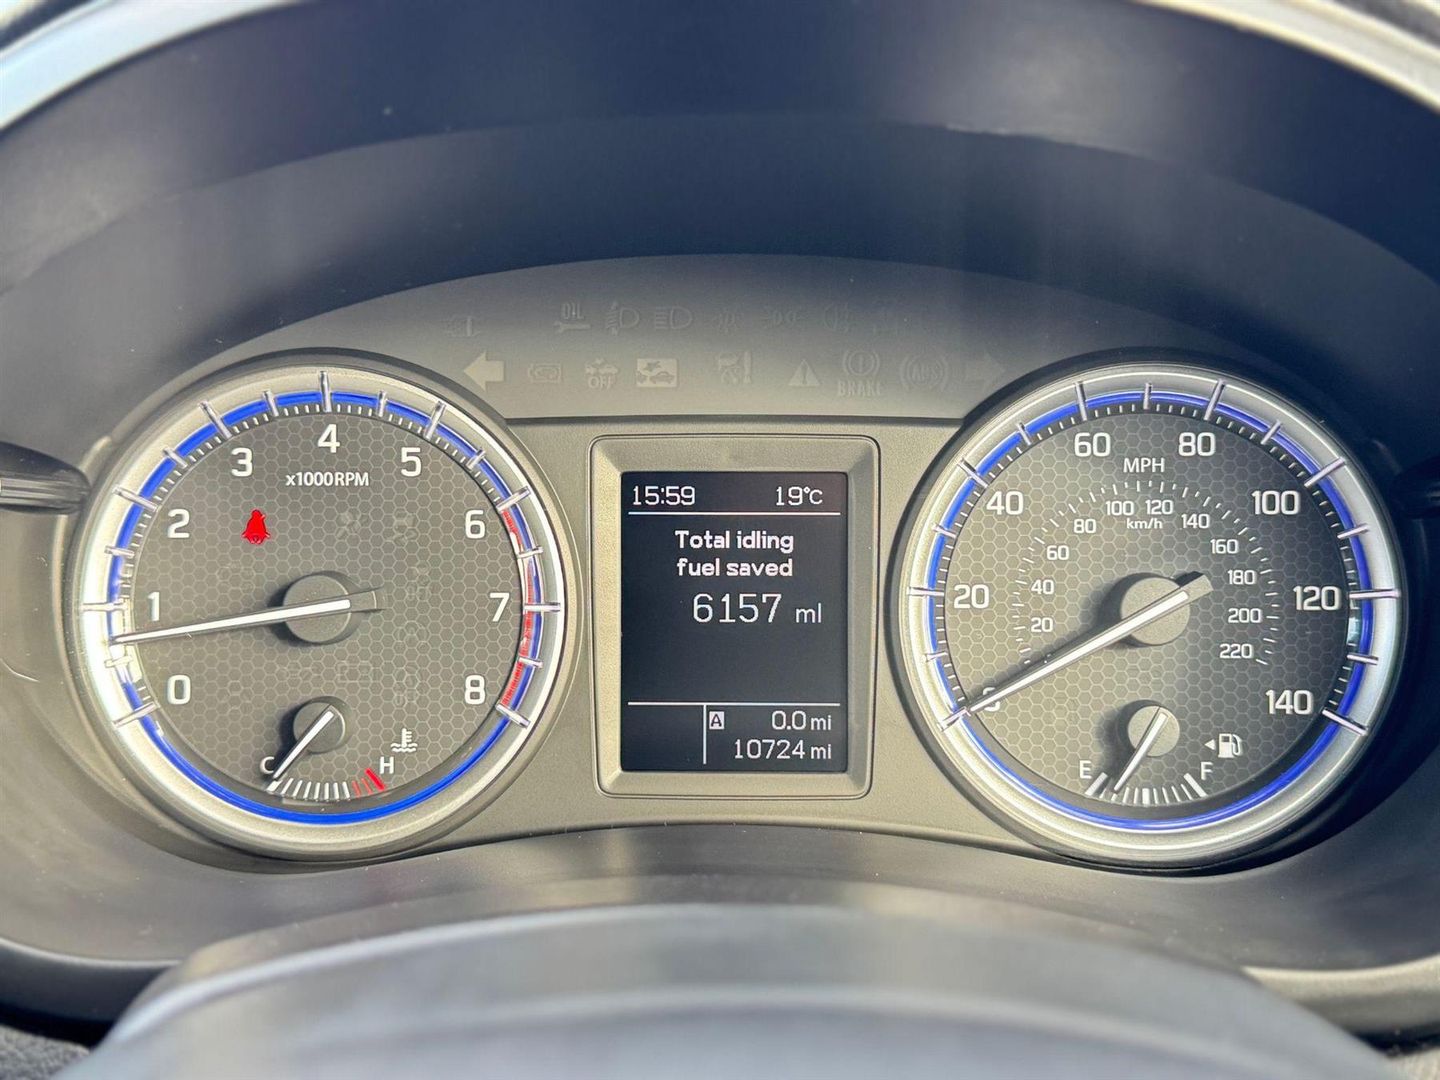 OIL
OFF
BRAKE
ABS
0
1
2
3
4
5
6
7
8
x1000RPM
C
H
15:59 19°C
Total idling
fuel saved
6157 ml
A 0.0 mi
10724 mi
20
40
60
80
100
120
140
MPH
20
40
60
80
100
120
140
160
180
200
220
km/h
E
F